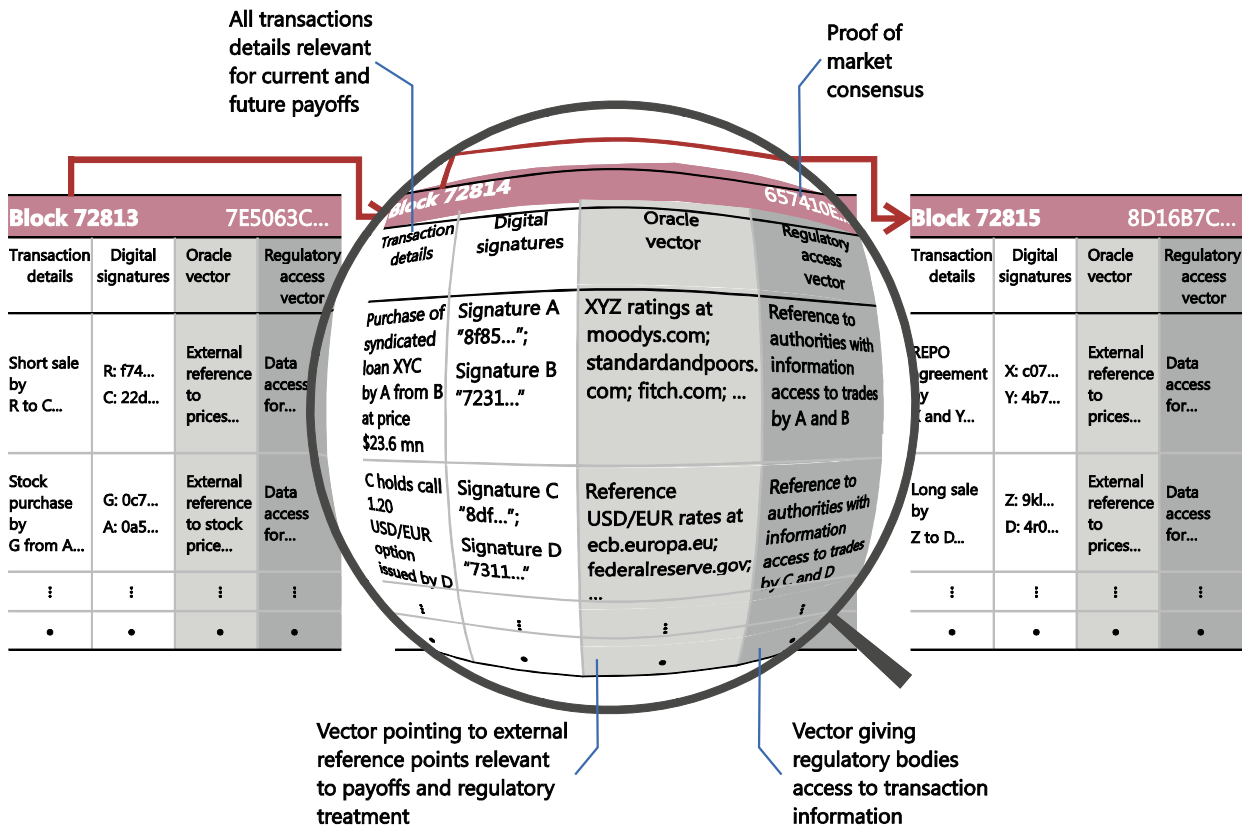 All transactions
details relevant
for current and
future payoffs
Proof of
market
consensus
Block 72813 7E5063C...
Transaction
details
Digital
signatures
Oracle
vector
Regulatory
access
vector
Short sale
by
R to C...
R: f74...
C: 22d...
External
reference
to
prices...
Data
access
for...
Stock
purchase
by
G from A...
G: 0c7...
A: 0a5...
External
reference
to stock
price...
Data
access
for...
Block 72814 657410E...
Transaction
details
Digital
signatures
Oracle
vector
Regulatory
access
vector
Purchase of
syndicated
loan XYC
by A from B
at price
$23.6 mn
Signature A
"8f85...";
Signature B
"7231..."
XYZ ratings at
moodys.com;
standardandpoors.
com; fitch.com; ...
Reference to
authorities with
information
access to trades
by A and B
C holds call
1.20
USD/EUR
option
issued by D
Signature C
"8df...";
Signature D
"7311..."
Reference
USD/EUR rates at
ecb.europa.eu;
federalreserve.gov;
...
Reference to
authorities with
information
access to trades
by C and D
Block 72815 8D16B7C...
Transaction
details
Digital
signatures
Oracle
vector
Regulatory
access
vector
REPO
agreement
by
X and Y...
X: c07...
Y: 4b7...
External
reference
to
prices...
Data
access
for...
Long sale
by
Z to D...
Z: 9kl...
D: 4r0...
External
reference
to
prices...
Data
access
for...
Vector pointing to external
reference points relevant
to payoffs and regulatory
treatment
Vector giving
regulatory bodies
access to transaction
information